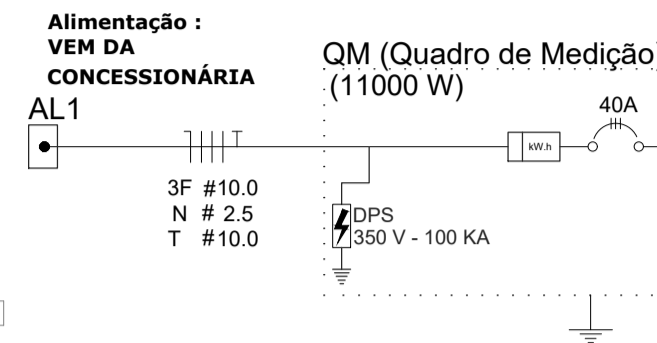 Alimentação :
VEM DA
CONCESSIONÁRIA
QM (Quadro de Medição)
(11000 W)
AL1
40A
kW.h
3F #10.0
N # 2.5
T #10.0
DPS
350 V - 100 KA